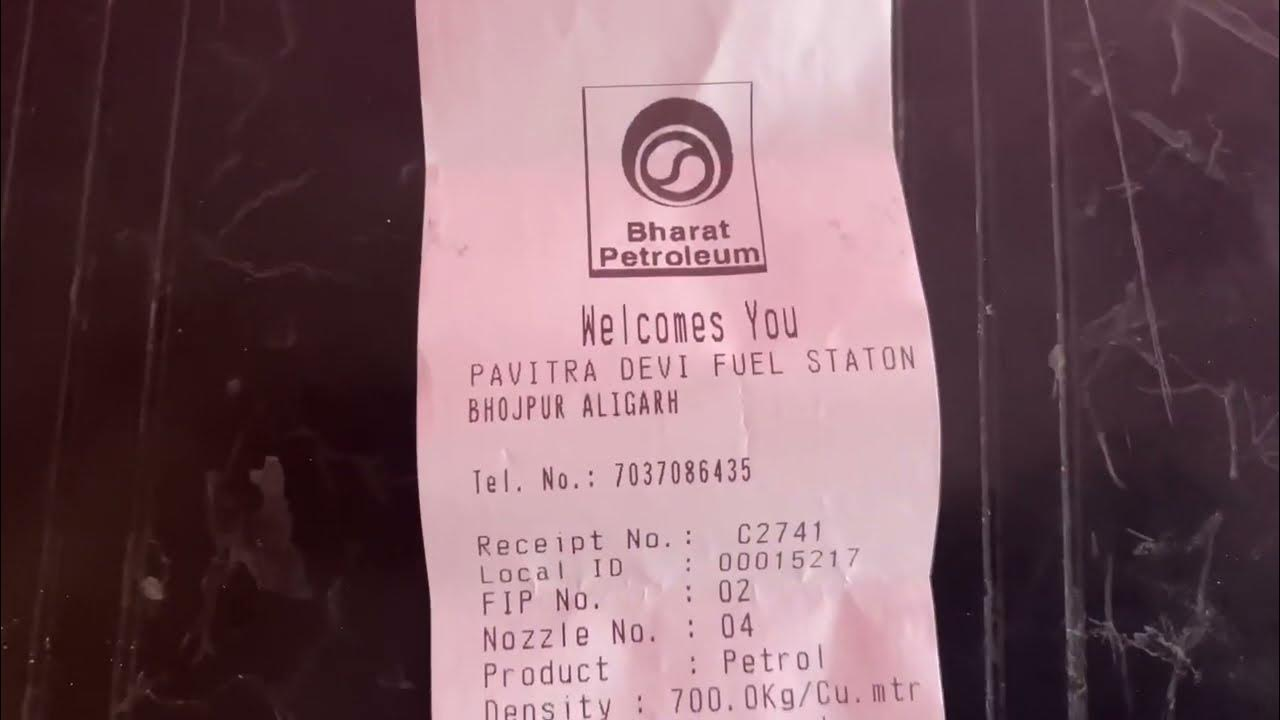 Bharat
Petroleum
Welcomes You
PAVITRA DEVI FUEL STATON
BHOJPUR ALIGARH
Tel. No.: 7037086435
Receipt No.: C2741
Local ID : 00015217
FIP No. : 02
Nozzle No. : 04
Product : Petrol
Density : 700.0Kg/Cu.mtr